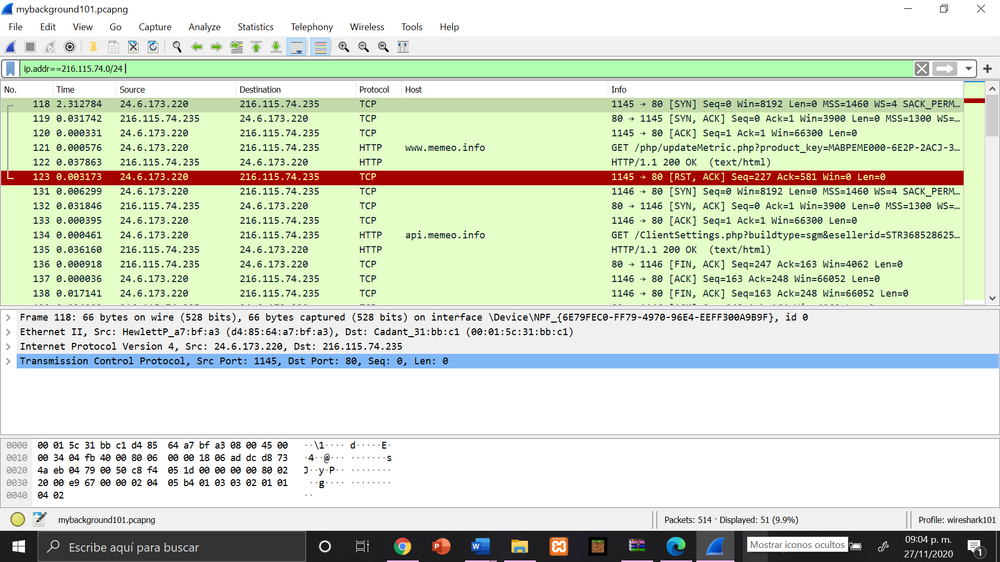 mybackground101.pcapng
File Edit View Go Capture Analyze Statistics Telephony Wireless Tools Help
ip.addr==216.115.74.0/24
No. Time Source Destination Protocol Host Info
118 2.312784 24.6.173.220 216.115.74.235 TCP 1145 → 80 [SYN] Seq=0 Win=8192 Len=0 MSS=1460 WS=4 SACK_PERM…
119 0.031742 216.115.74.235 24.6.173.220 TCP 80 → 1145 [SYN, ACK] Seq=0 Ack=1 Win=3900 Len=0 MSS=1300 WS=…
120 0.000331 24.6.173.220 216.115.74.235 TCP 1145 → 80 [ACK] Seq=1 Ack=1 Win=66300 Len=0
121 0.000576 24.6.173.220 216.115.74.235 HTTP www.memeo.info GET /php/updateMetric.php?product_key=MABPEME000-6E2P-2ACJ-3…
122 0.037863 216.115.74.235 24.6.173.220 HTTP HTTP/1.1 200 OK (text/html)
123 0.003173 24.6.173.220 216.115.74.235 TCP 1145 → 80 [RST, ACK] Seq=227 Ack=581 Win=0 Len=0
131 0.006299 24.6.173.220 216.115.74.235 TCP 1146 → 80 [SYN] Seq=0 Win=8192 Len=0 MSS=1460 WS=4 SACK_PERM…
132 0.031846 216.115.74.235 24.6.173.220 TCP 80 → 1146 [SYN, ACK] Seq=0 Ack=1 Win=3900 Len=0 MSS=1300 WS=…
133 0.000395 24.6.173.220 216.115.74.235 TCP 1146 → 80 [ACK] Seq=1 Ack=1 Win=66300 Len=0
134 0.000461 24.6.173.220 216.115.74.235 HTTP api.memeo.info GET /ClientSettings.php?buildtype=sgm&esellerid=STR368528625…
135 0.036160 216.115.74.235 24.6.173.220 HTTP HTTP/1.1 200 OK (text/html)
136 0.000918 216.115.74.235 24.6.173.220 TCP 80 → 1146 [FIN, ACK] Seq=247 Ack=163 Win=4062 Len=0
137 0.000036 24.6.173.220 216.115.74.235 TCP 1146 → 80 [ACK] Seq=163 Ack=248 Win=66052 Len=0
138 0.017141 24.6.173.220 216.115.74.235 TCP 1146 → 80 [FIN, ACK] Seq=163 Ack=248 Win=66052 Len=0
Frame 118: 66 bytes on wire (528 bits), 66 bytes captured (528 bits) on interface \Device\NPF_{6E79FEC0-FF79-4970-96E4-EEFF300A9B9F}, id 0
Ethernet II, Src: HewlettP_a7:bf:a3 (d4:85:64:a7:bf:a3), Dst: Cadant_31:bb:c1 (00:01:5c:31:bb:c1)
Internet Protocol Version 4, Src: 24.6.173.220, Dst: 216.115.74.235
Transmission Control Protocol, Src Port: 1145, Dst Port: 80, Seq: 0, Len: 0
0000 00 01 5c 31 bb c1 d4 85 64 a7 bf a3 08 00 45 00 ··\1···· d·····E·
0010 00 34 04 fb 40 00 80 06 00 00 18 06 ad dc d8 73 ·4··@··· ·······s
0020 4a eb 04 79 00 50 c8 f4 05 1d 00 00 00 00 80 02 J··y·P·· ········
0030 20 00 e9 67 00 00 02 04 05 b4 01 03 03 02 01 01 ··g···· ········
0040 04 02 ··
mybackground101.pcapng Packets: 514 · Displayed: 51 (9.9%) Profile: wireshark101
Escribe aquí para buscar
Mostrar iconos ocultos
09:04 p. m.
27/11/2020
1